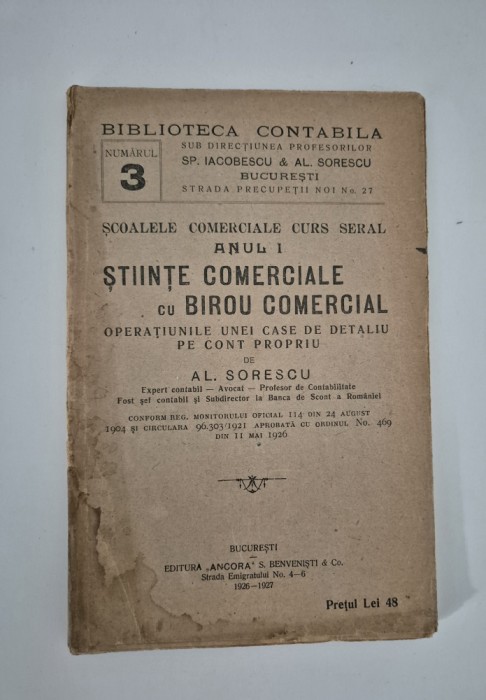 BIBLIOTECA CONTABILA
NUMĂRUL
3
SUB DIRECȚIUNEA PROFESORILOR
SP. IACOBESCU & AL. SORESCU
BUCUREȘTI
STRADA PRECUPEȚII NOI No. 27
ȘCOALELE COMERCIALE CURS SERAL
ANUL I
ȘTIINȚE COMERCIALE
CU BIROU COMERCIAL
OPERAȚIUNILE UNEI CASE DE DETALIU
PE CONT PROPRIU
DE
AL. SORESCU
Expert contabil — Avocat — Profesor de Contabilitate
Fost șef contabil și Subdirector la Banca de Scont a României
CONFORM REG. MONITORULUI OFICIAL 114 DIN 24 AUGUST
1904 ȘI CIRCULARA 96.303/1921 APROBATĂ CU ORDINUL No. 469
DIN 11 MAI 1926
BUCUREȘTI
EDITURA „ANCORA" S. BENVENIȘTI & Co.
Strada Emigratului No. 4—6
1926—1927
Prețul Lei 48